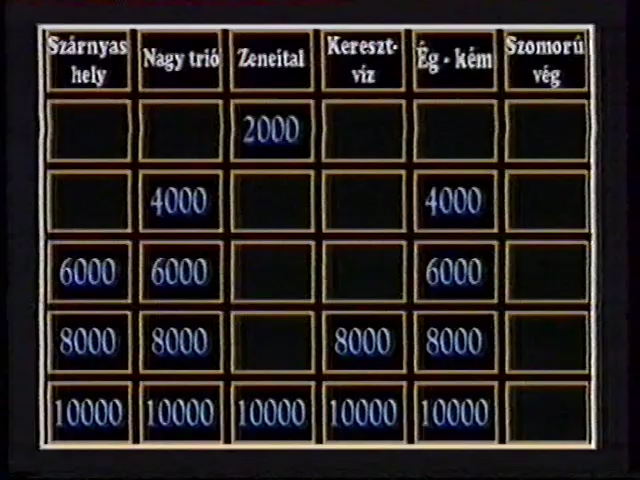 Szárnyas
hely
Nagy trió
Zeneital
Kereszt-
víz
Ég - kém
Szomorú
vég
2000
4000 4000
6000 6000 6000
8000 8000 8000 8000
10000 10000 10000 10000 10000